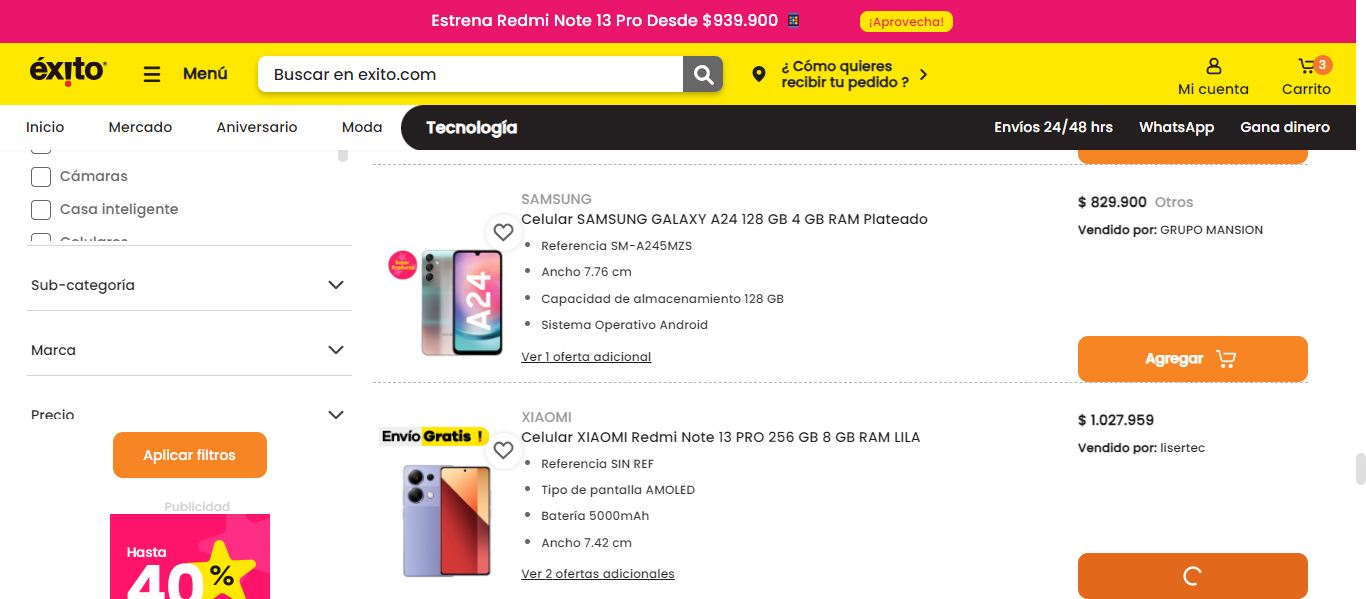 Estrena Redmi Note 13 Pro Desde $939.900
¡Aprovecha!
éxito
Menú
Buscar en exito.com
¿ Cómo quieres
recibir tu pedido ?
Mi cuenta
3
Carrito
Inicio
Mercado
Aniversario
Moda
Tecnología
Envíos 24/48 hrs
WhatsApp
Gana dinero
Cámaras
Casa inteligente
Celulares
Sub-categoría
Marca
Precio
Aplicar filtros
Publicidad
Hasta
40%
SAMSUNG
Celular SAMSUNG GALAXY A24 128 GB 4 GB RAM Plateado
Referencia SM-A245MZS
Ancho 7.76 cm
Capacidad de almacenamiento 128 GB
Sistema Operativo Android
Ver 1 oferta adicional
A24
$ 829.900 Otros
Vendido por: GRUPO MANSION
Agregar
XIAOMI
Envío Gratis !
Celular XIAOMI Redmi Note 13 PRO 256 GB 8 GB RAM LILA
Referencia SIN REF
Tipo de pantalla AMOLED
Batería 5000mAh
Ancho 7.42 cm
Ver 2 ofertas adicionales
$ 1.027.959
Vendido por: lisertec